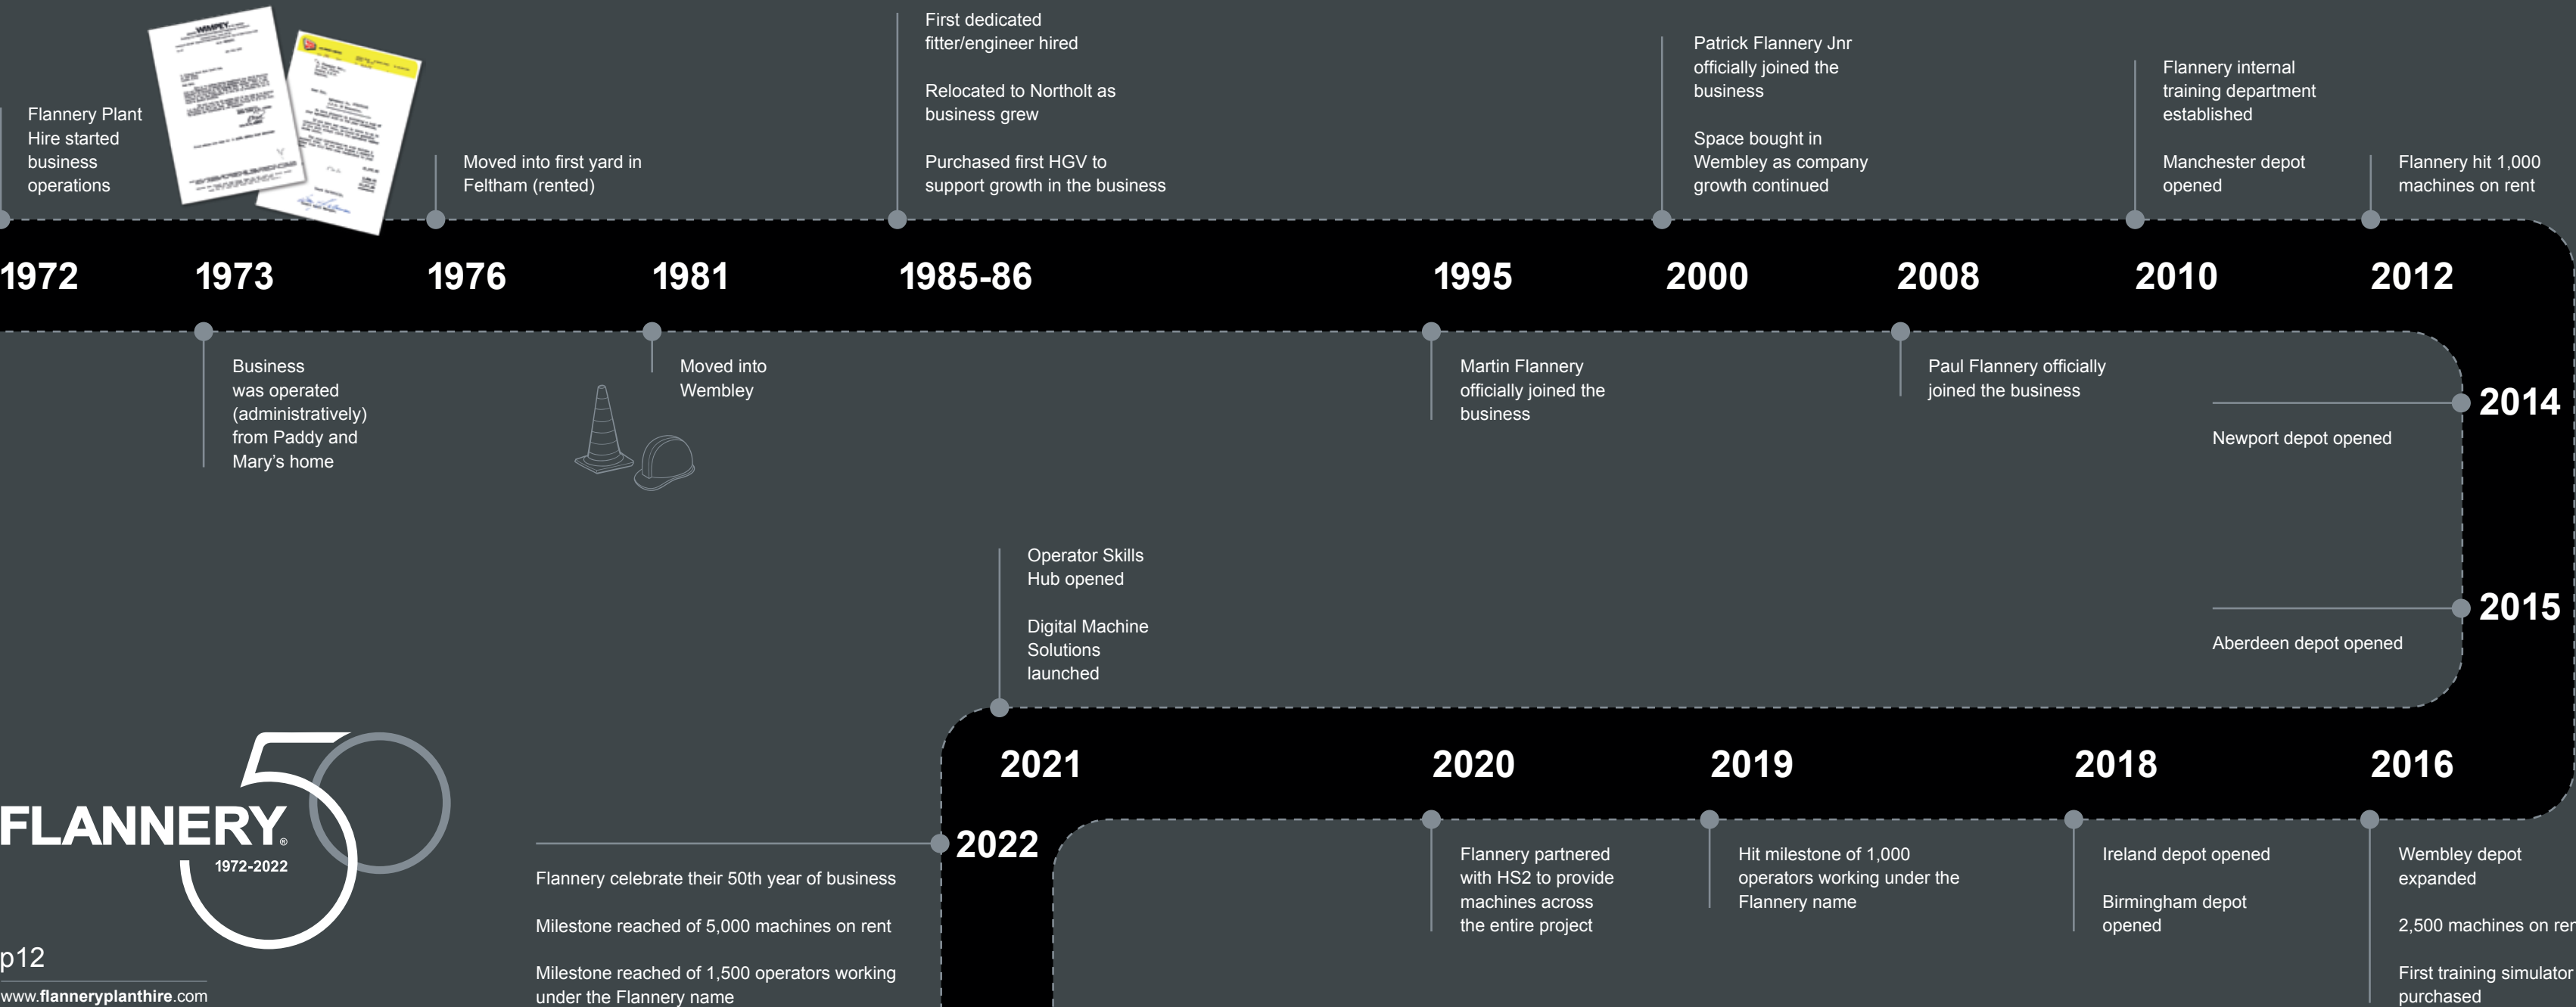 WIMPEY
Flannery Plant
Hire started
business
operations
Moved into first yard in
Feltham (rented)
First dedicated
fitter/engineer hired
Relocated to Northolt as
business grew
Purchased first HGV to
support growth in the business
Patrick Flannery Jnr
officially joined the
business
Space bought in
Wembley as company
growth continued
Flannery internal
training department
established
Manchester depot
opened
Flannery hit 1,000
machines on rent
1972
1973
1976
1981
1985-86
1995
2000
2008
2010
2012
Business
was operated
(administratively)
from Paddy and
Mary's home
Moved into
Wembley
Martin Flannery
officially joined the
business
Paul Flannery officially
joined the business
2014
Newport depot opened
2015
Aberdeen depot opened
Operator Skills
Hub opened
Digital Machine
Solutions
launched
2021
2020
2019
2018
2016
2022
Flannery celebrate their 50th year of business
Milestone reached of 5,000 machines on rent
Milestone reached of 1,500 operators working
under the Flannery name
Flannery partnered
with HS2 to provide
machines across
the entire project
Hit milestone of 1,000
operators working under the
Flannery name
Ireland depot opened
Birmingham depot
opened
Wembley depot
expanded
2,500 machines on ren
First training simulator
purchased
50
FLANNERY®
1972-2022
p12
www.flanneryplanthire.com